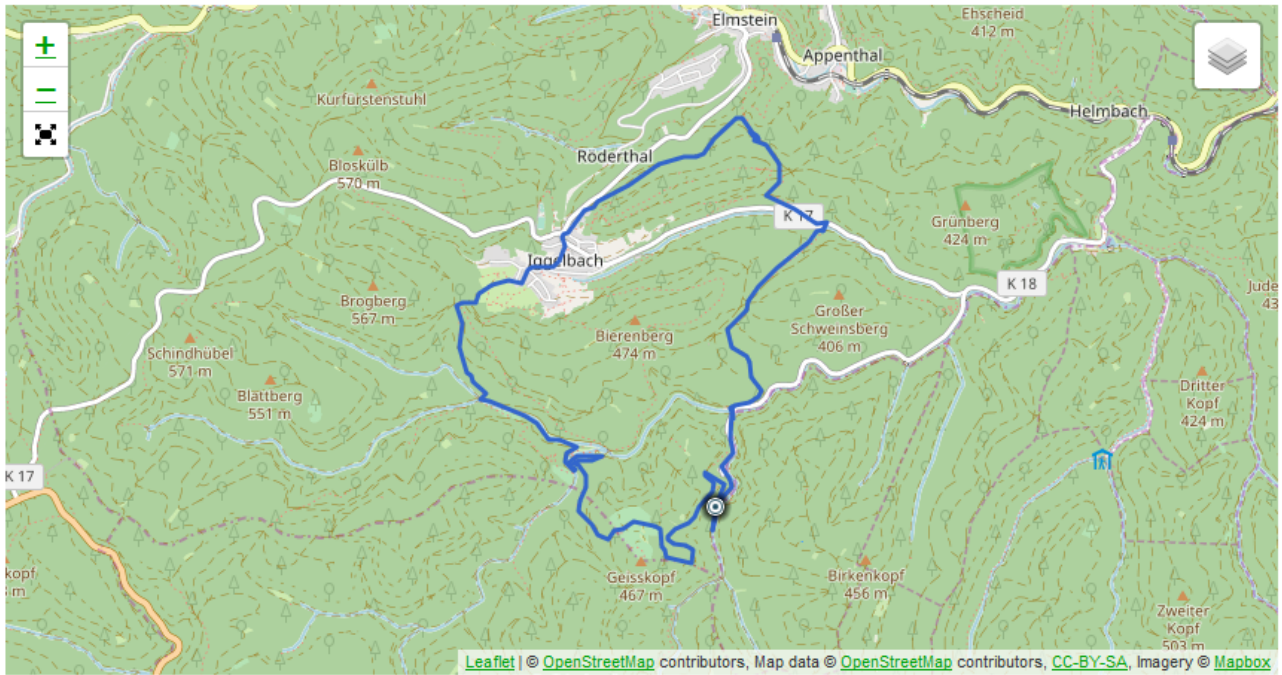 +
−
Elmstein
Ehscheid
412 m
Appenthal
Kurfürstenstuhl
Helmbach
Röderthal
Bloskülb
570 m
K 17
Grünberg
424 m
Iggelbach
K 18
Brogberg
567 m
Großer
Schweinsberg
406 m
Jude
43
Bierenberg
474 m
Schindhübel
571 m
Blattberg
551 m
Dritter
Kopf
424 m
K 17
kopf
m
Geisskopf
467 m
Birkenkopf
456 m
Zweiter
Kopf
503 m
Leaflet | © OpenStreetMap contributors, Map data © OpenStreetMap contributors, CC-BY-SA, Imagery © Mapbox